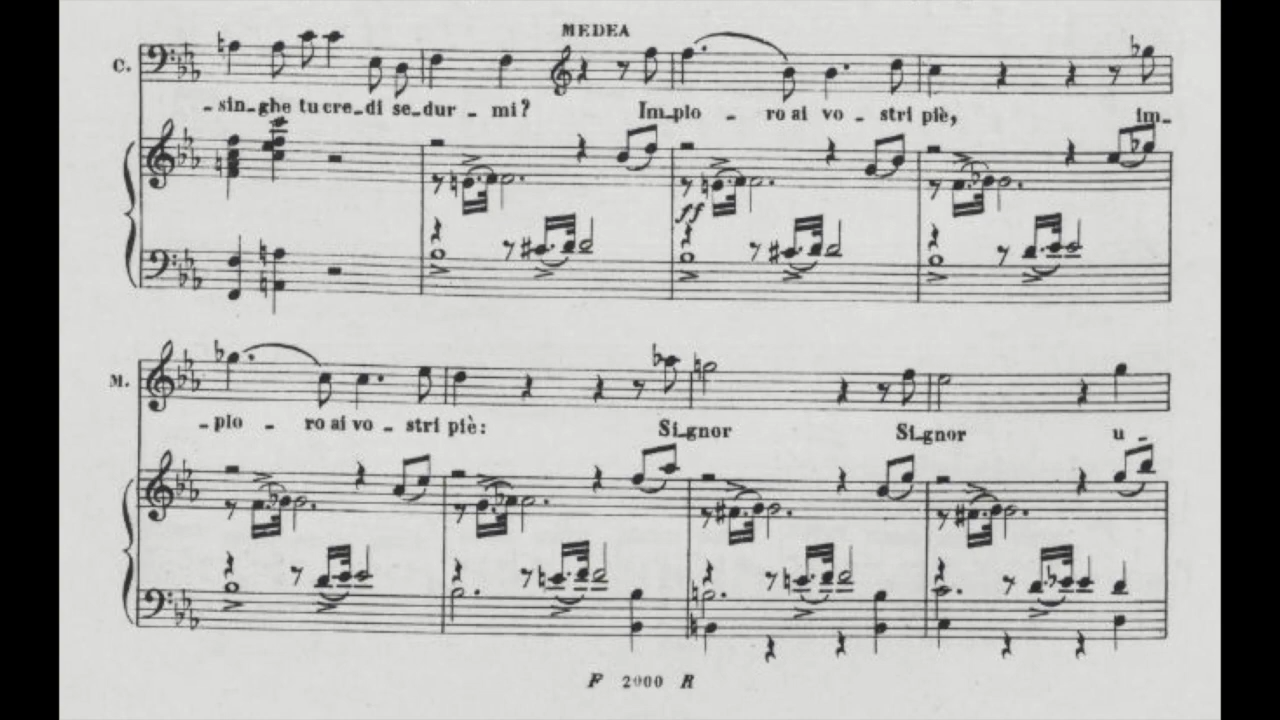 MEDEA
C.
- sin - ghe tu cre - di se - dur - mi? Im - plo - ro ai vo - stri piè, im -
ff
M.
- plo - ro ai vo - stri piè: Si - gnor Si - gnor u -
F 2000 R